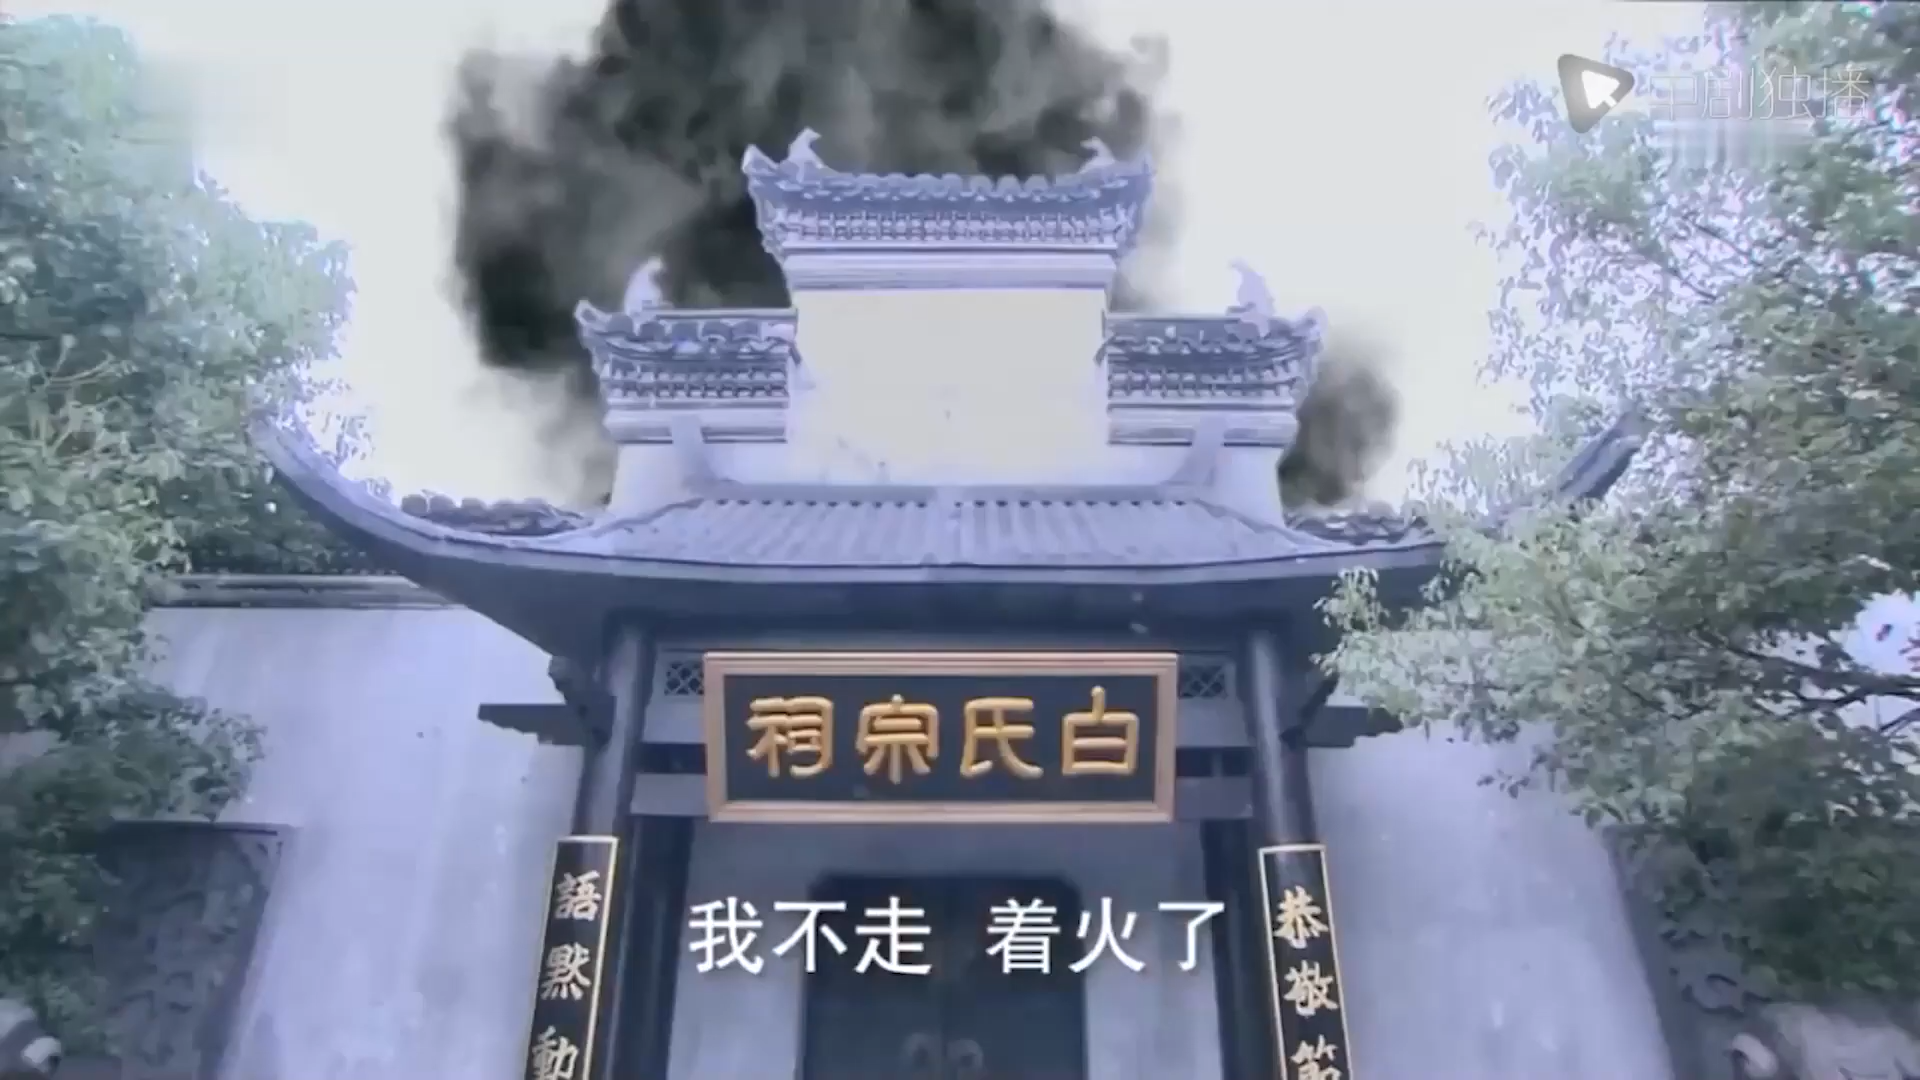 剧独播
白氏宗祠
恭敬節
語默動
我不走 着火了